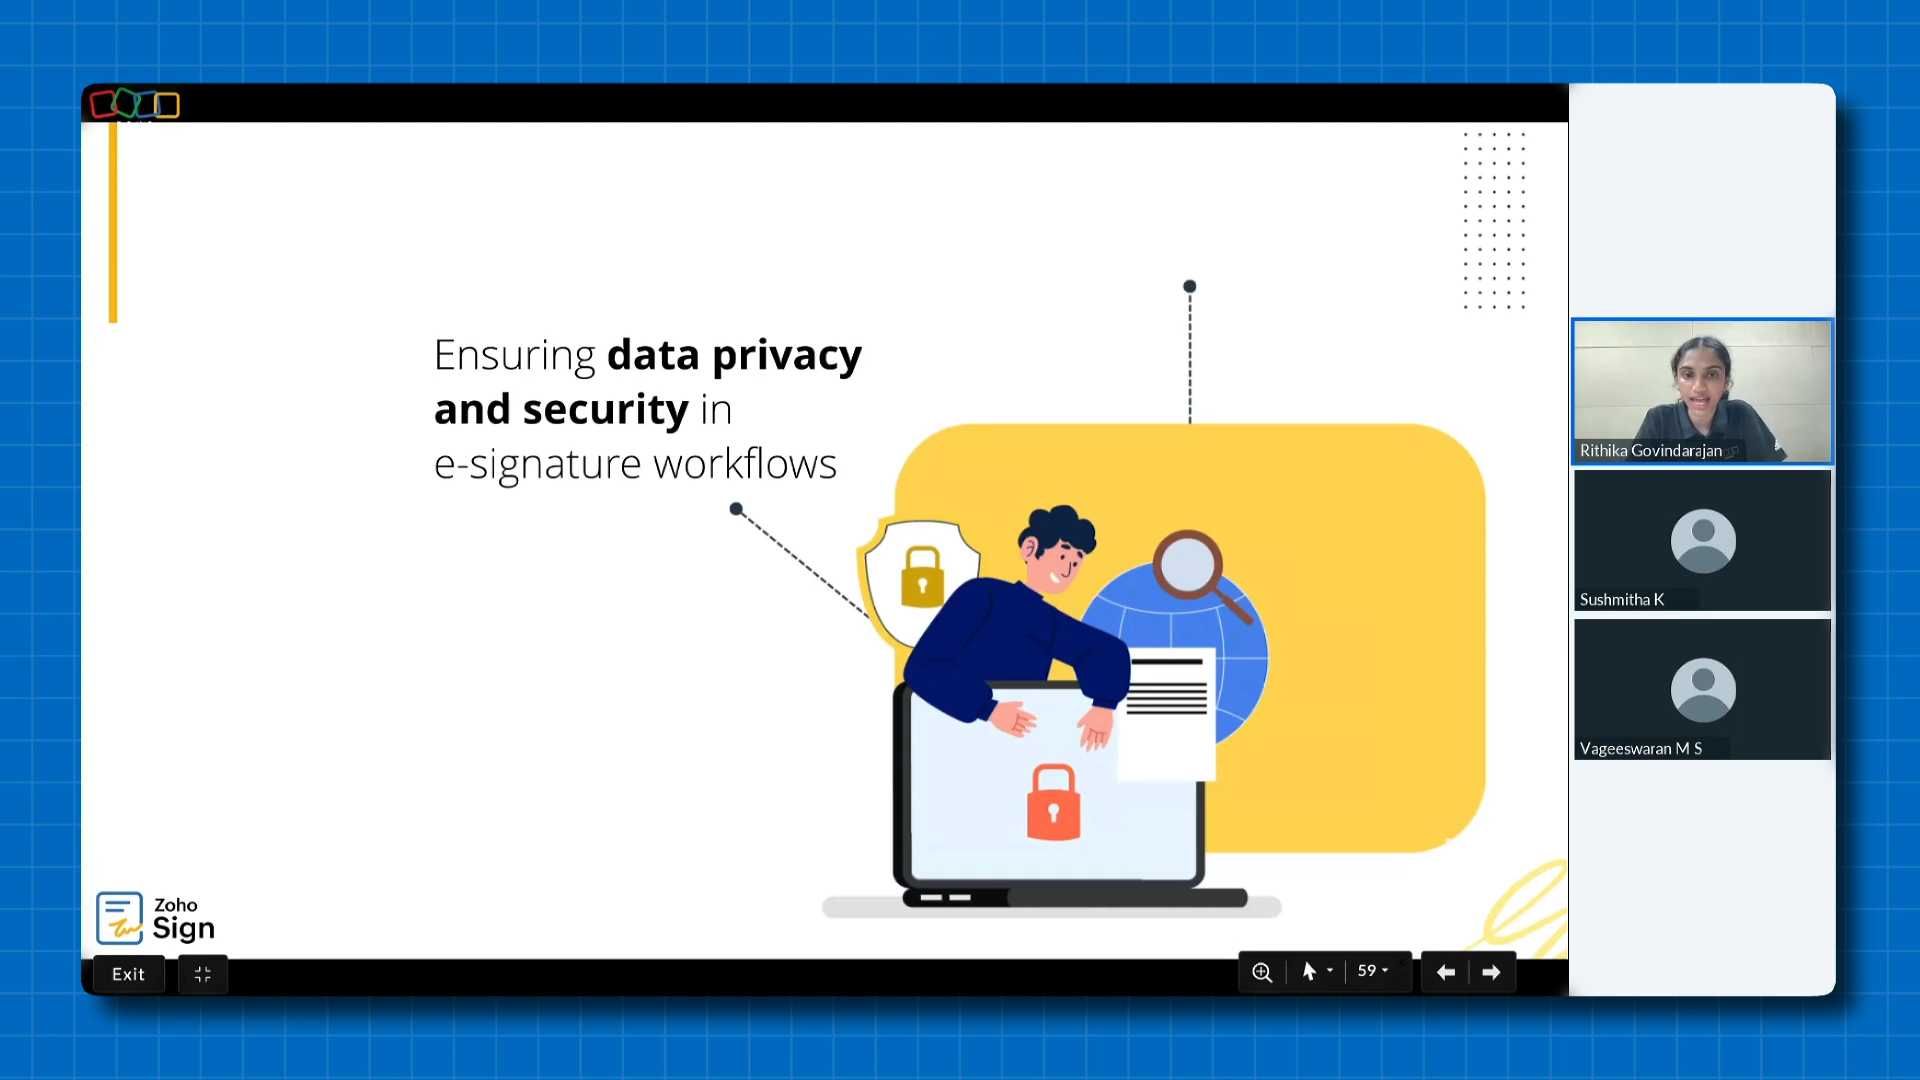 Ensuring data privacy
and security in
e-signature workflows
Zoho
Sign
Exit
59
Rithika Govindarajan
Sushmitha K
Vageeswaran M S